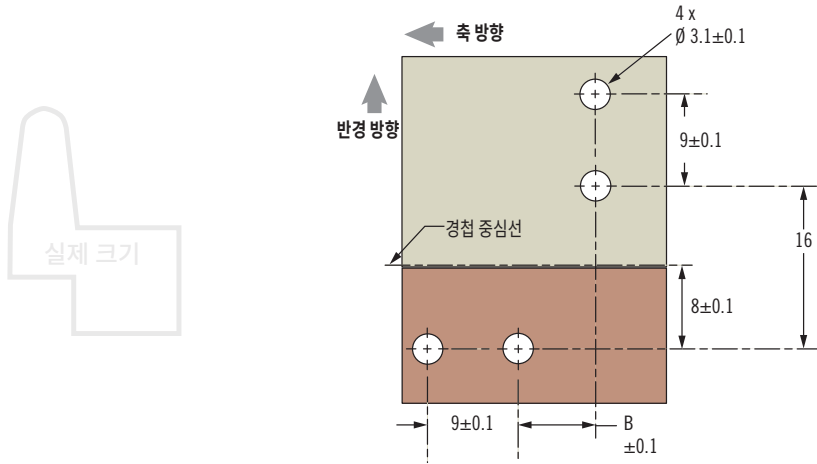 4 x
Ø 3.1±0.1
축 방향
반경 방향
9±0.1
경첩 중심선
실제 크기
16
8±0.1
9±0.1
B
±0.1